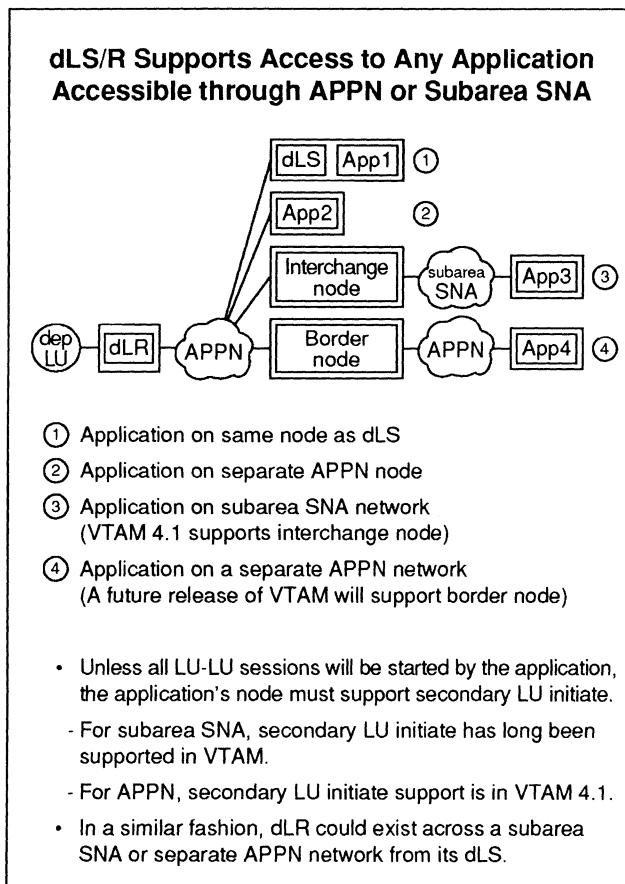 dLS/R Supports Access to Any Application
Accessible through APPN or Subarea SNA
dLS App1 1
App2 2
Interchange
node
subarea
SNA
App3 3
dep
LU
dLR
APPN
Border
node
APPN
App4 4
1 Application on same node as dLS
2 Application on separate APPN node
3 Application on subarea SNA network
(VTAM 4.1 supports interchange node)
4 Application on a separate APPN network
(A future release of VTAM will support border node)
• Unless all LU-LU sessions will be started by the application,
the application's node must support secondary LU initiate.
- For subarea SNA, secondary LU initiate has long been
supported in VTAM.
- For APPN, secondary LU initiate support is in VTAM 4.1.
• In a similar fashion, dLR could exist across a subarea
SNA or separate APPN network from its dLS.